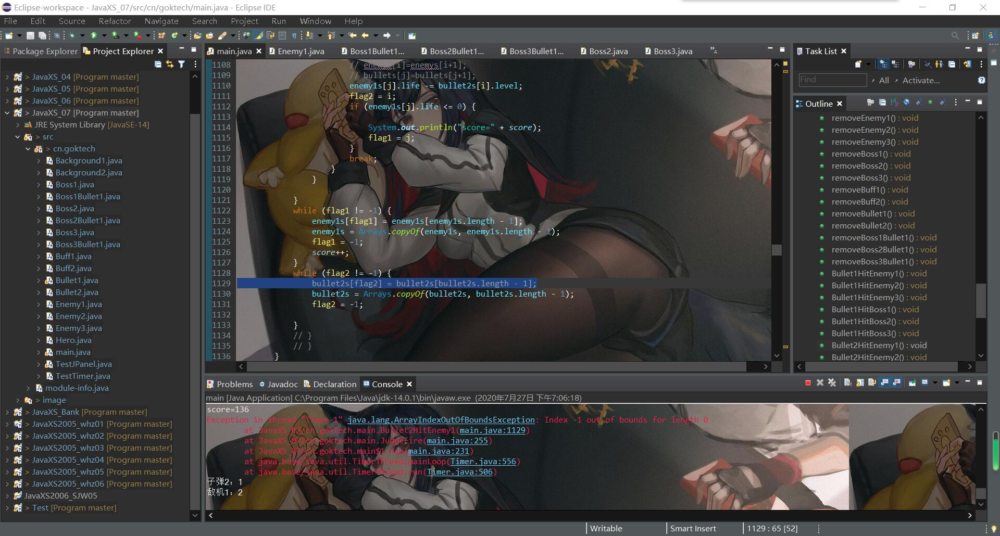 Eclipse-workspace - JavaXS_07/src/cn/goktech/main.java - Eclipse IDE
File Edit Source Refactor Navigate Search Project Run Window Help
Package Explorer Project Explorer
> JavaXS_04 [Program master]
> JavaXS_05 [Program master]
> JavaXS_06 [Program master]
> JavaXS_07 [Program master]
JRE System Library [JavaSE-14]
> src
> cn.goktech
Background1.java
Background2.java
Boss1.java
Boss1Bullet1.java
Boss2.java
Boss2Bullet1.java
Boss3.java
Boss3Bullet1.java
Buff1.java
Buff2.java
Bullet1.java
Bullet2.java
Enemy1.java
Enemy2.java
Enemy3.java
Hero.java
main.java
TestJPanel.java
TestTimer.java
module-info.java
> image
> JavaXS_Bank [Program master]
> JavaXS2005_whz01 [Program master]
> JavaXS2005_whz02 [Program master]
> JavaXS2005_whz03 [Program master]
> JavaXS2005_whz04 [Program master]
> JavaXS2005_whz05 [Program master]
> JavaXS2005_whz06 [Program master]
JavaXS2006_SJW05
> Test [Program master]
main.java Enemy1.java Boss1Bullet1... Boss2Bullet1... Boss3Bullet1... Boss2.java Boss3.java »6
1108 // enemys[i]=enemys[i+1];
1109 // bullets[j]=bullets[j+1];
1110 enemy1s[j].life -= bullet2s[i].level;
1111 flag2 = i;
1112 if (enemy1s[j].life <= 0) {
1113
1114 System.out.println("score=" + score);
1115 flag1 = j;
1116 }
1117 break;
1118 }
1119 }
1120
1121 }
1122 while (flag1 != -1) {
1123 enemy1s[flag1] = enemy1s[enemy1s.length - 1];
1124 enemy1s = Arrays.copyOf(enemy1s, enemy1s.length - 1);
1125 flag1 = -1;
1126 score++;
1127 }
1128 while (flag2 != -1) {
1129 bullet2s[flag2] = bullet2s[bullet2s.length - 1];
1130 bullet2s = Arrays.copyOf(bullet2s, bullet2s.length - 1);
1131 flag2 = -1;
1132
1133 }
1134 // }
1135 // }
1136 }
Task List
Find All Activate...
Outline
removeEnemy1() : void
removeEnemy2() : void
removeEnemy3() : void
removeBoss1() : void
removeBoss2() : void
removeBoss3() : void
removeBuff1() : void
removeBuff2() : void
removeBullet1() : void
removeBullet2() : void
removeBoss1Bullet1() : void
removeBoss2Bullet1() : void
removeBoss3Bullet1() : void
Bullet1HitEnemy1() : void
Bullet1HitEnemy2() : void
Bullet1HitEnemy3() : void
Bullet1HitBoss1() : void
Bullet1HitBoss2() : void
Bullet1HitBoss3() : void
Bullet2HitEnemy1() : void
Bullet2HitEnemy2() : void
Problems Javadoc Declaration Console
main [Java Application] C:\Program Files\Java\jdk-14.0.1\bin\javaw.exe (2020年7月27日 下午7:06:18)
score=136
Exception in thread "Timer-1" java.lang.ArrayIndexOutOfBoundsException: Index -1 out of bounds for length 0
at JavaXS_07/cn.goktech.main.Bullet2HitEnemy1(main.java:1129)
at JavaXS_07/cn.goktech.main.JudgeFire(main.java:255)
at JavaXS_07/cn.goktech.main$1.run(main.java:231)
at java.base/java.util.TimerThread.mainLoop(Timer.java:556)
at java.base/java.util.TimerThread.run(Timer.java:506)
子弹2: 1
敌机1: 2
Writable Smart Insert 1129 : 65 [52]